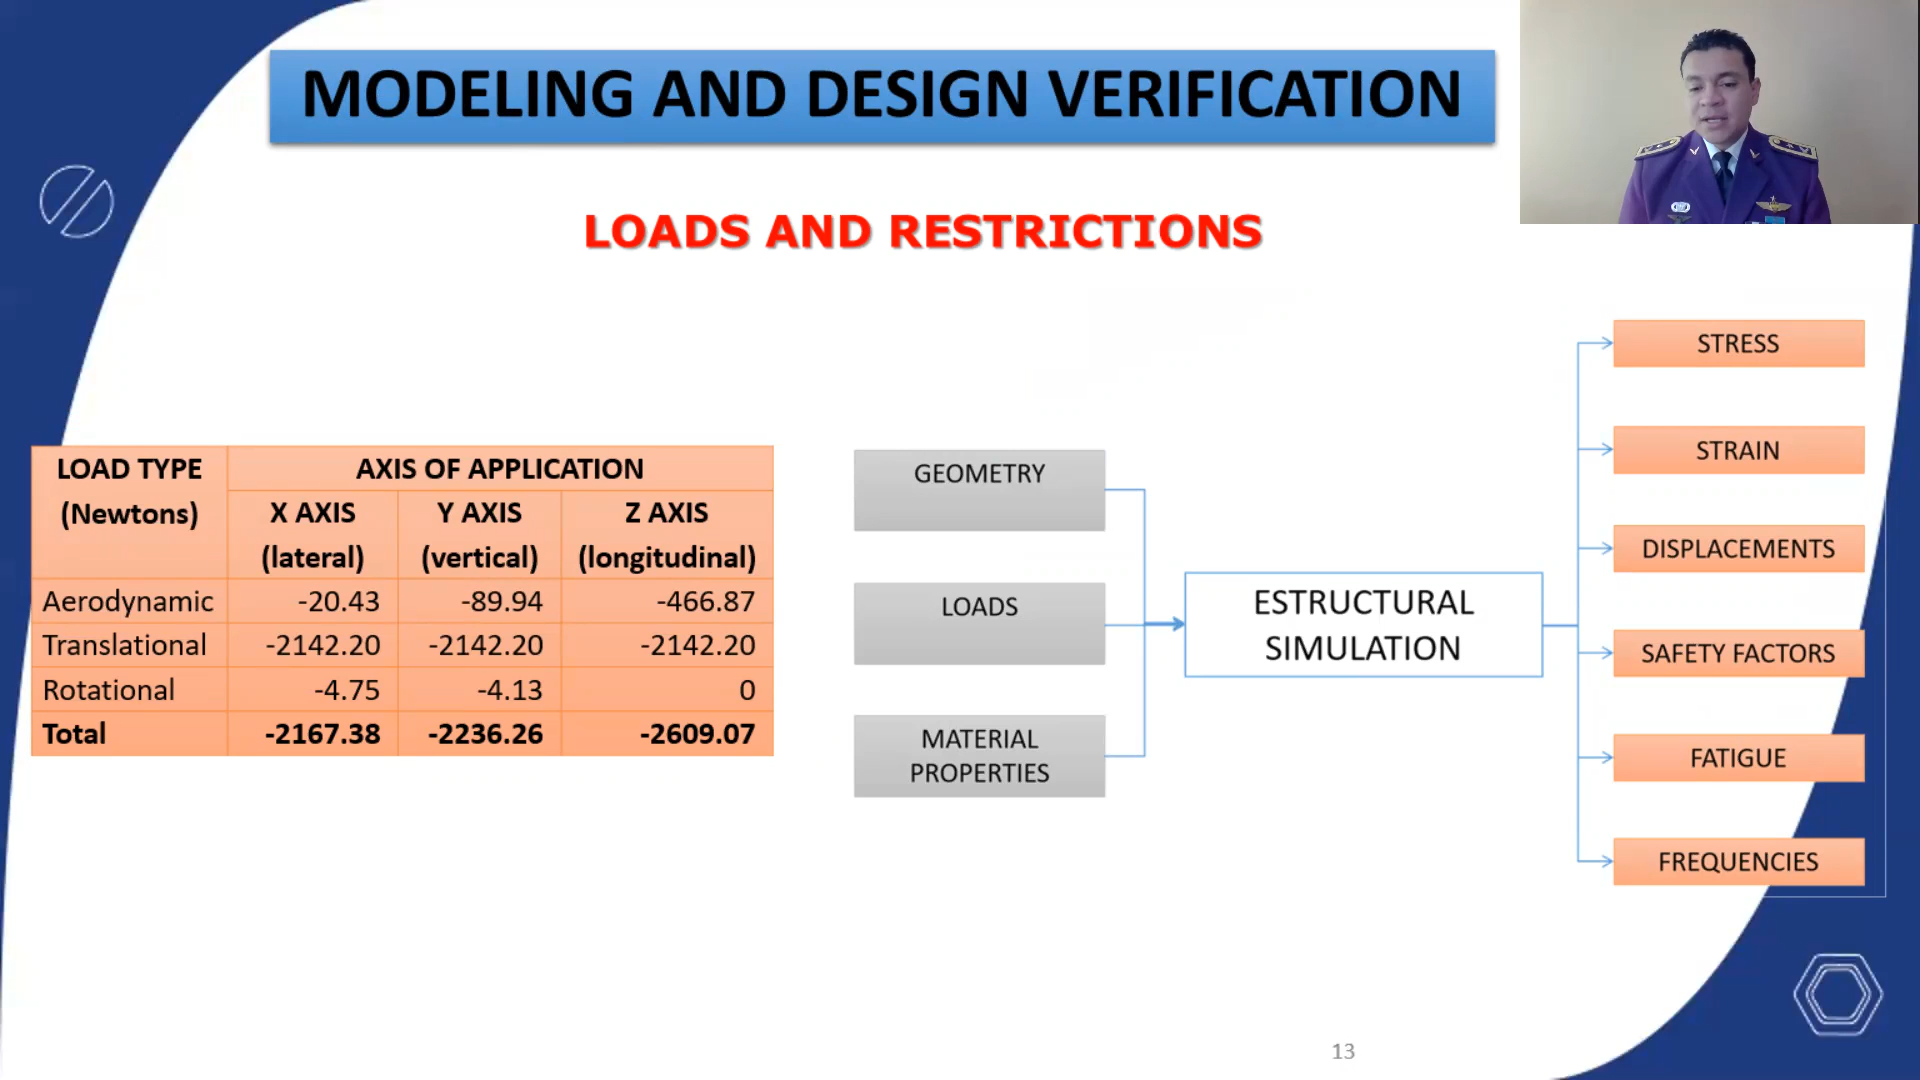 MODELING AND DESIGN VERIFICATION
LOADS AND RESTRICTIONS
LOAD TYPE
(Newtons)
AXIS OF APPLICATION
X AXIS
(lateral)
Y AXIS
(vertical)
Z AXIS
(longitudinal)
Aerodynamic -20.43 -89.94 -466.87
Translational -2142.20 -2142.20 -2142.20
Rotational -4.75 -4.13 0
Total -2167.38 -2236.26 -2609.07
GEOMETRY
LOADS
MATERIAL
PROPERTIES
ESTRUCTURAL
SIMULATION
STRESS
STRAIN
DISPLACEMENTS
SAFETY FACTORS
FATIGUE
FREQUENCIES
13